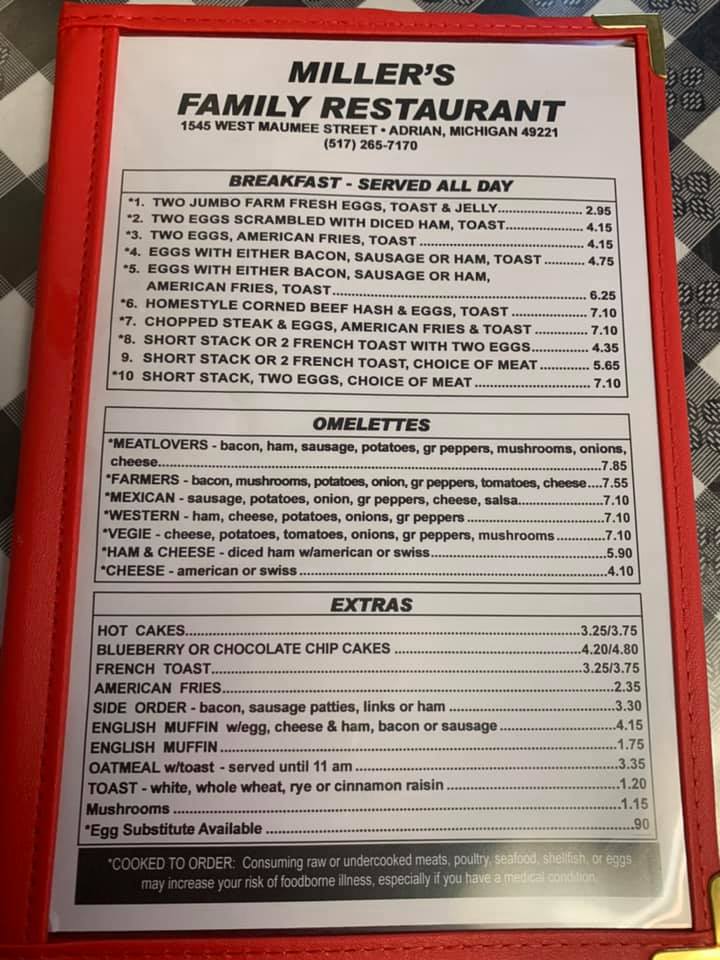 MILLER'S
FAMILY RESTAURANT
1545 WEST MAUMEE STREET • ADRIAN, MICHIGAN 49221
(517) 265-7170
BREAKFAST - SERVED ALL DAY
*1. TWO JUMBO FARM FRESH EGGS, TOAST & JELLY.................... 2.95
*2. TWO EGGS SCRAMBLED WITH DICED HAM, TOAST.................... 4.15
*3. TWO EGGS, AMERICAN FRIES, TOAST .................... 4.15
*4. EGGS WITH EITHER BACON, SAUSAGE OR HAM, TOAST .......... 4.75
*5. EGGS WITH EITHER BACON, SAUSAGE OR HAM,
AMERICAN FRIES, TOAST.................... 6.25
*6. HOMESTYLE CORNED BEEF HASH & EGGS, TOAST .................... 7.10
*7. CHOPPED STEAK & EGGS, AMERICAN FRIES & TOAST ............ 7.10
*8. SHORT STACK OR 2 FRENCH TOAST WITH TWO EGGS............. 4.35
9. SHORT STACK OR 2 FRENCH TOAST, CHOICE OF MEAT............ 5.65
*10 SHORT STACK, TWO EGGS, CHOICE OF MEAT .................... 7.10
OMELETTES
*MEATLOVERS - bacon, ham, sausage, potatoes, gr peppers, mushrooms, onions,
cheese....................7.85
*FARMERS - bacon, mushrooms, potatoes, onion, gr peppers, tomatoes, cheese....7.55
*MEXICAN - sausage, potatoes, onion, gr peppers, cheese, salsa....................7.10
*WESTERN - ham, cheese, potatoes, onions, gr peppers ....................7.10
*VEGIE - cheese, potatoes, tomatoes, onions, gr peppers, mushrooms ............7.10
*HAM & CHEESE - diced ham w/american or swiss....................5.90
*CHEESE - american or swiss ....................4.10
EXTRAS
HOT CAKES....................3.25/3.75
BLUEBERRY OR CHOCOLATE CHIP CAKES ....................4.20/4.80
FRENCH TOAST....................3.25/3.75
AMERICAN FRIES....................2.35
SIDE ORDER - bacon, sausage patties, links or ham .................... 3.30
ENGLISH MUFFIN w/egg, cheese & ham, bacon or sausage ....................4.15
ENGLISH MUFFIN ....................1.75
OATMEAL w/toast - served until 11 am ....................3.35
TOAST - white, whole wheat, rye or cinnamon raisin ....................1.20
Mushrooms ....................1.15
*Egg Substitute Available ....................90
*COOKED TO ORDER: Consuming raw or undercooked meats, poultry, seafood, shellfish, or eggs
may increase your risk of foodborne illness, especially if you have a medical condition.